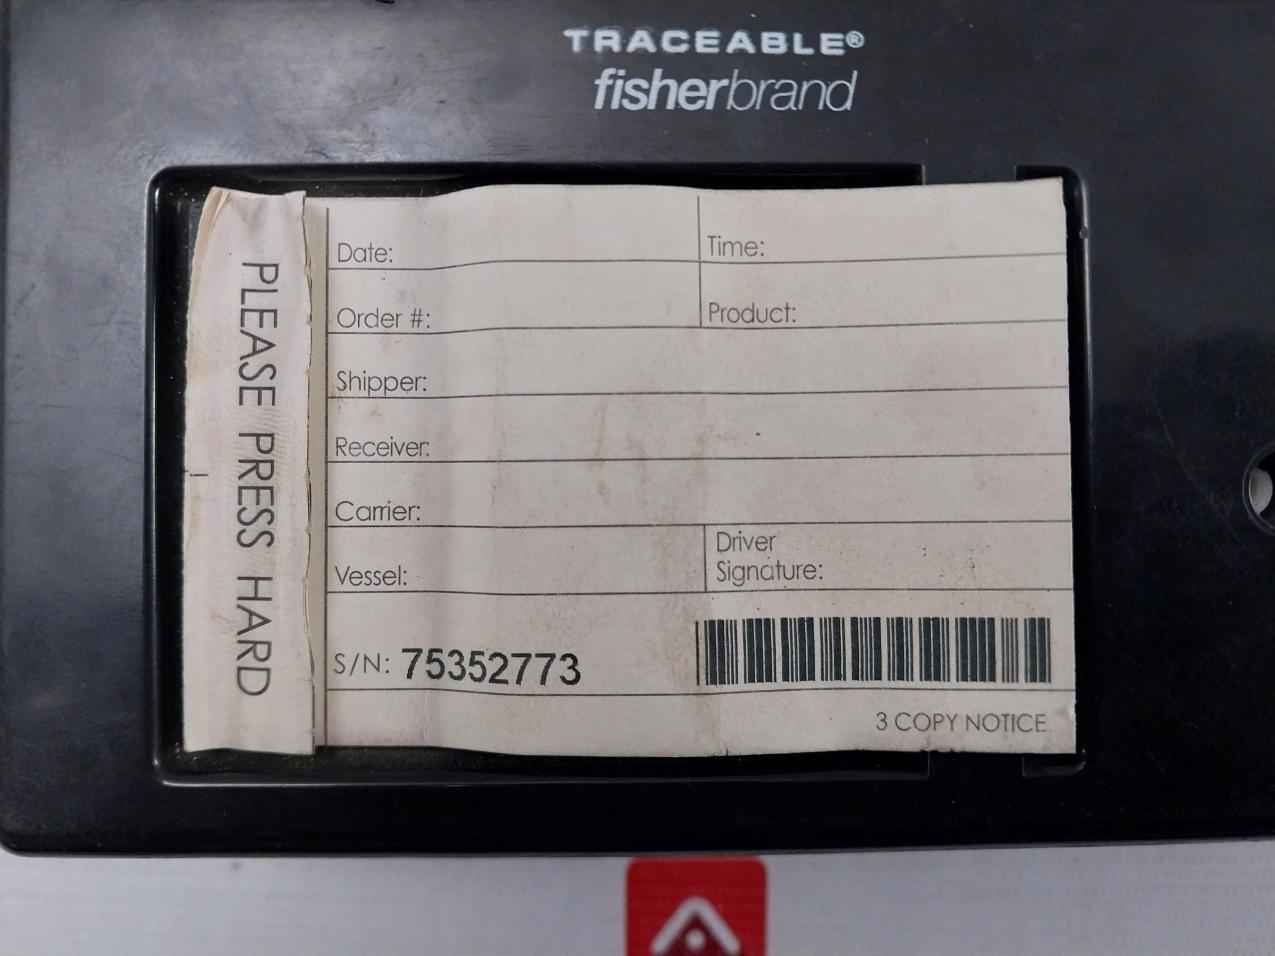 TRACEABLE®
fisherbrand
PLEASE PRESS HARD
Date: Time:
Order #: Product:
Shipper:
Receiver:
Carrier:
Vessel: Driver Signature:
S/N: 75352773
3 COPY NOTICE